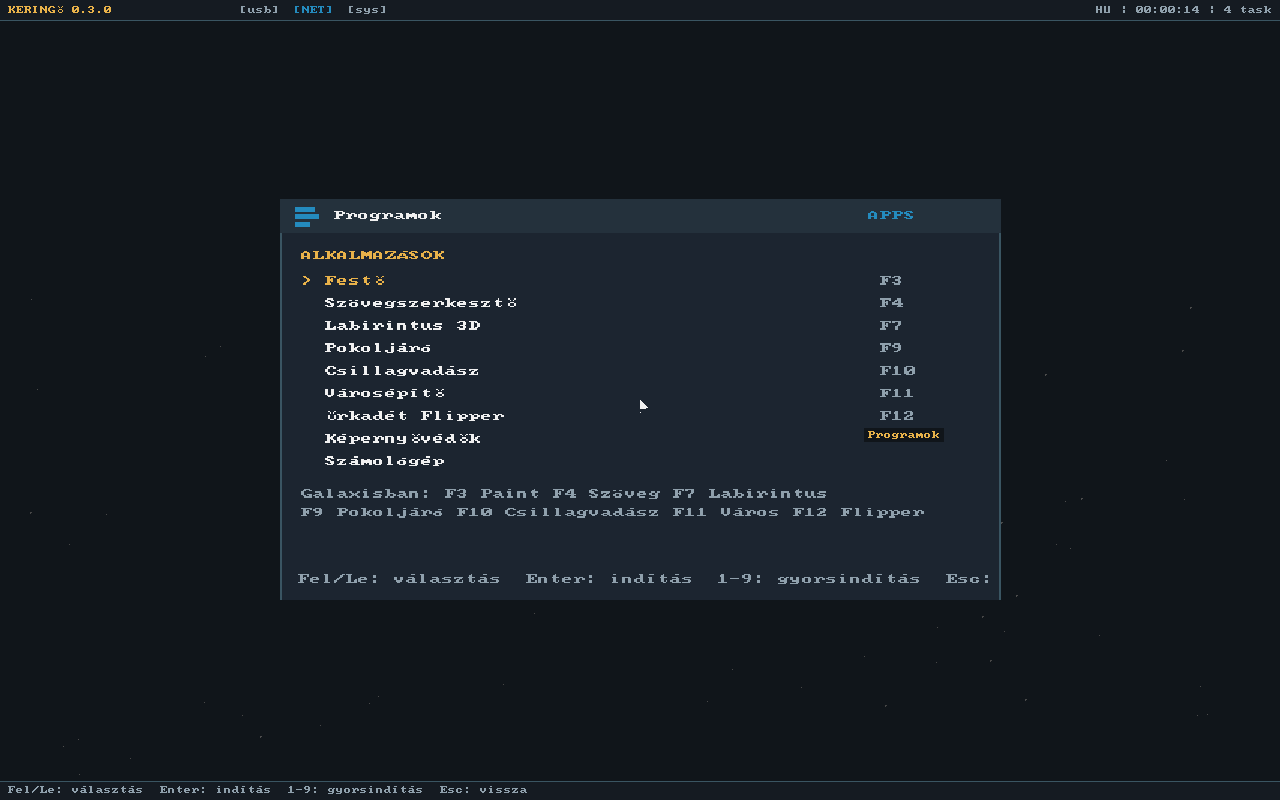 KERINGŐ 0.3.0 [usb] [NET] [sys] HU | 00:00:14 | 4 task
Programok APPS
ALKALMAZÁSOK
> Festő F3
Szövegszerkesztő F4
Labirintus 3D F7
Pokoljáró F9
Csillagvadász F10
Városépítő F11
Űrkadét Flipper F12
Képernyővédők
Programok
Számológép
Galaxisban: F3 Paint F4 Szöveg F7 Labirintus
F9 Pokoljáró F10 Csillagvadász F11 Város F12 Flipper
Fel/Le: választás Enter: indítás 1-9: gyorsindítás Esc:
Fel/Le: választás Enter: indítás 1-9: gyorsindítás Esc: vissza